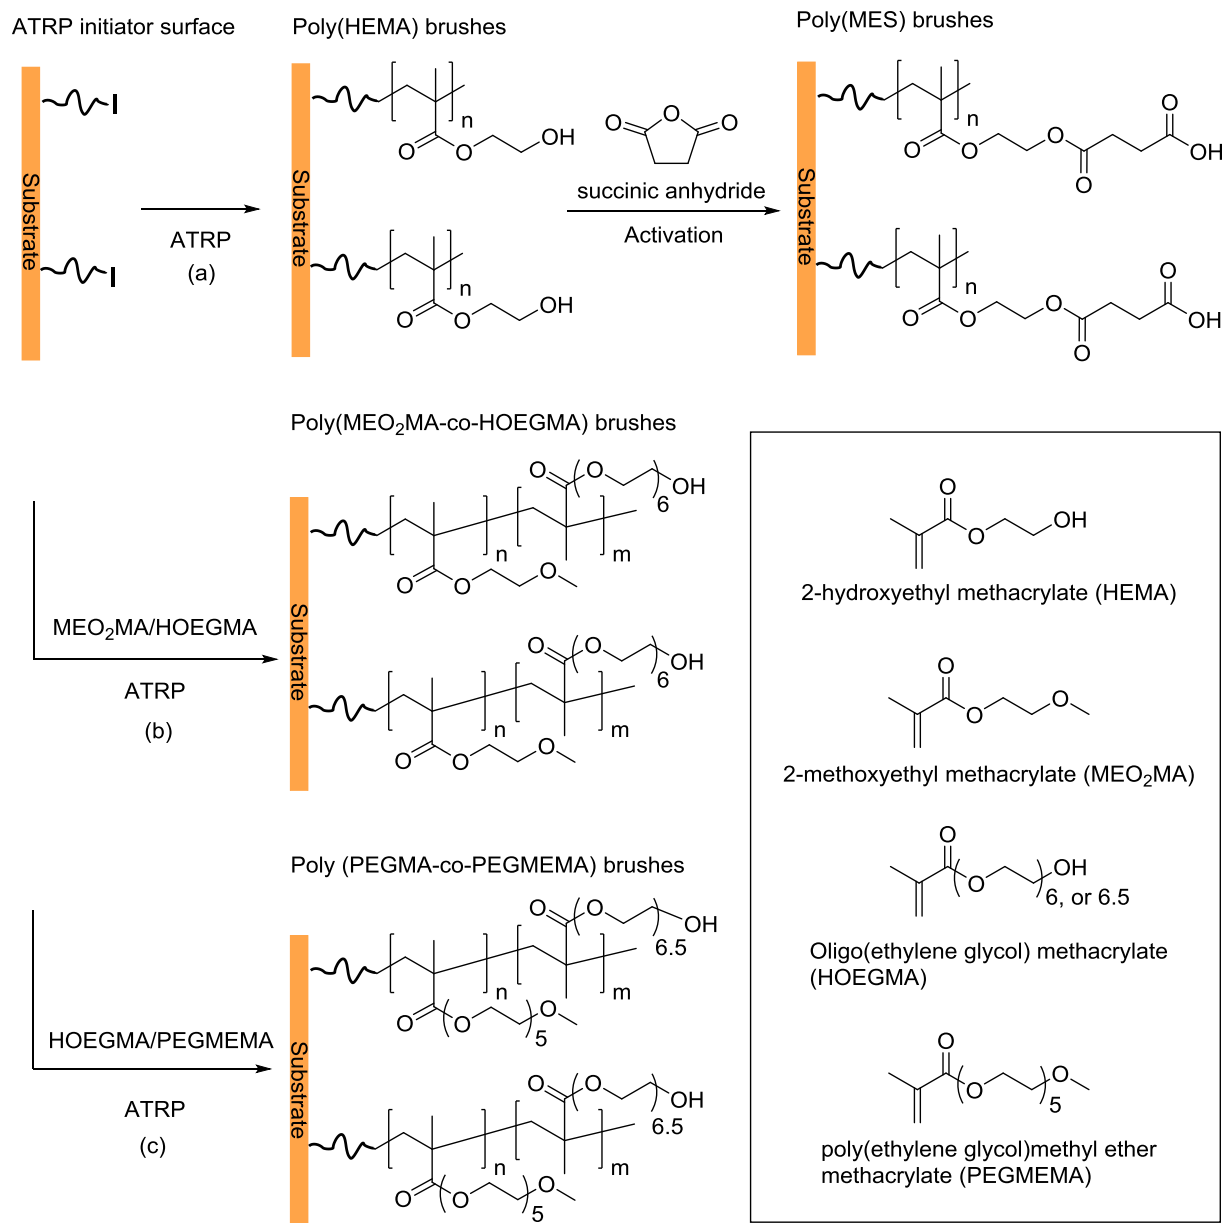 ATRP initiator surface
Poly(HEMA) brushes
Poly(MES) brushes
I
I
Substrate
ATRP
(a)
Substrate
n
O
O
OH
n
O
O
OH
O
O
O
succinic anhydride
Activation
Substrate
n
O
O
O
O
O
OH
n
O
O
O
O
O
OH
Poly(MEO2MA-co-HOEGMA) brushes
MEO2MA/HOEGMA
ATRP
(b)
Substrate
O
O
6
OH
n
m
O
O
O
O
O
6
OH
n
m
O
O
O
Poly (PEGMA-co-PEGMEMA) brushes
HOEGMA/PEGMEMA
ATRP
(c)
Substrate
O
O
6.5
OH
n
m
O
O
5
O
O
O
6.5
OH
n
m
O
O
5
O
O
O
OH
2-hydroxyethyl methacrylate (HEMA)
O
O
O
2-methoxyethyl methacrylate (MEO2MA)
O
O
OH
6, or 6.5
Oligo(ethylene glycol) methacrylate
(HOEGMA)
O
O
O
5
poly(ethylene glycol)methyl ether
methacrylate (PEGMEMA)